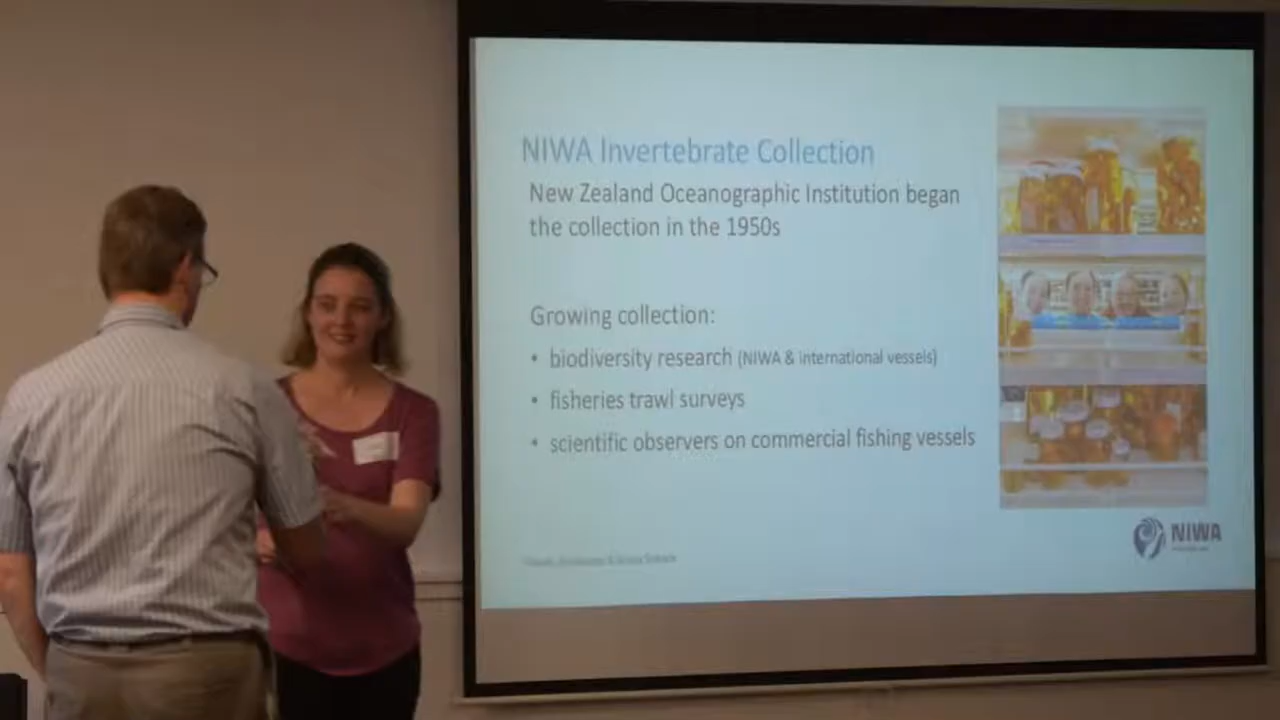 NIWA Invertebrate Collection
New Zealand Oceanographic Institution began
the collection in the 1950s
Growing collection:
• biodiversity research (NIWA & international vessels)
• fisheries trawl surveys
• scientific observers on commercial fishing vessels
NIWA